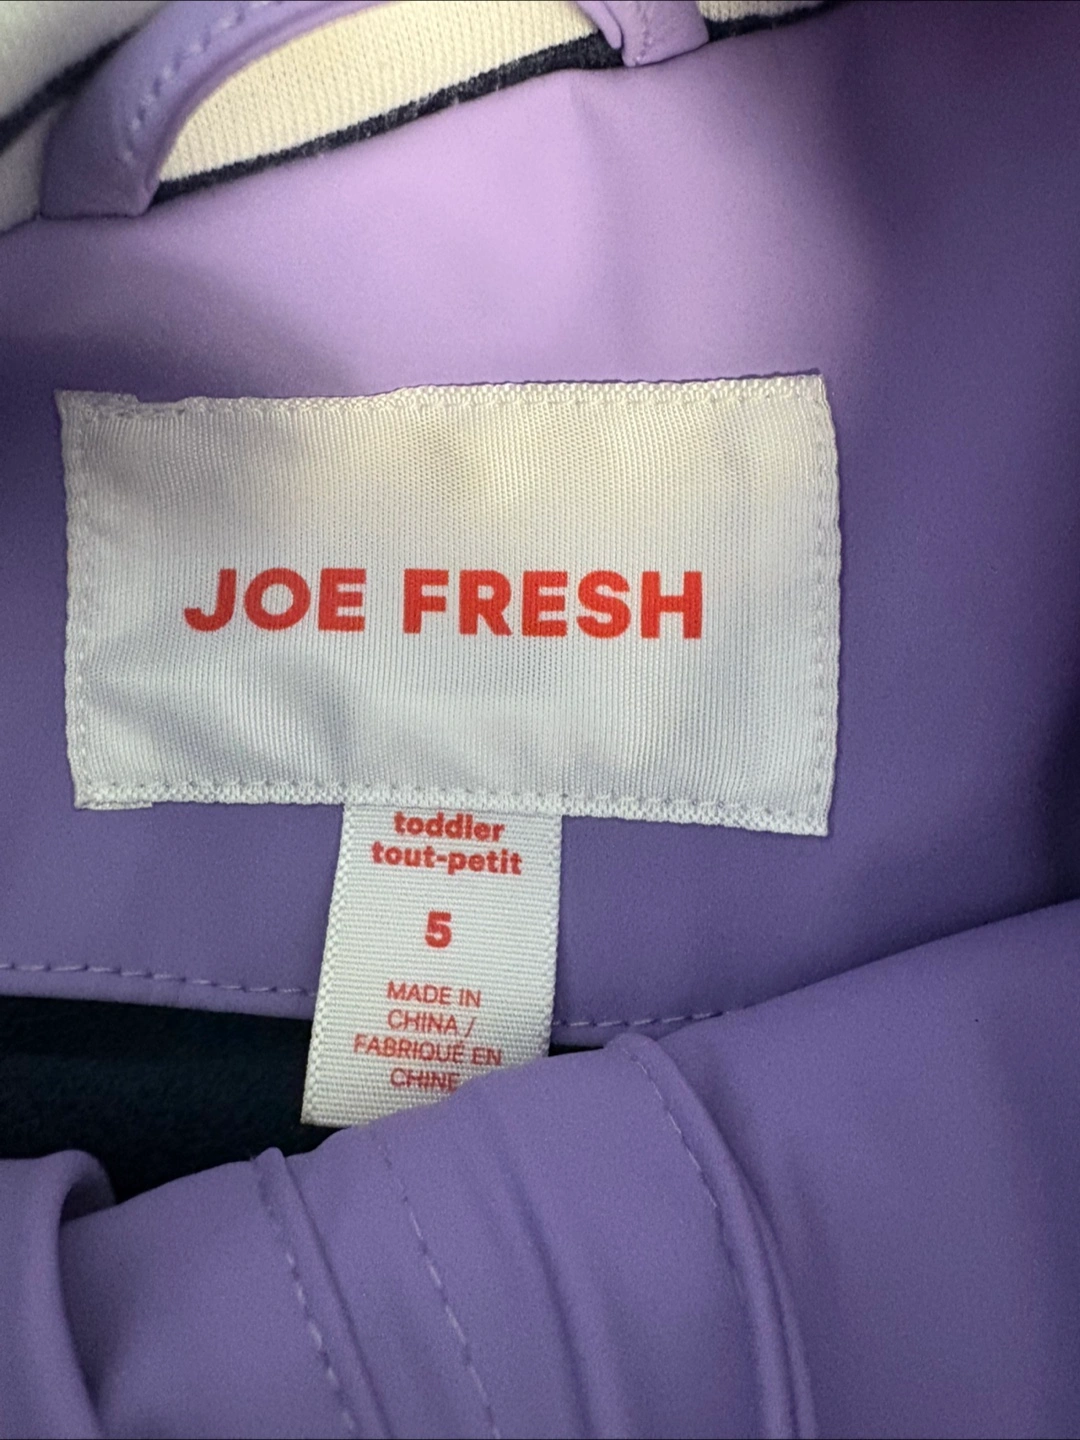 JOE FRESH
toddler
tout-petit
5
MADE IN
CHINA /
FABRIQUÉ EN
CHINE